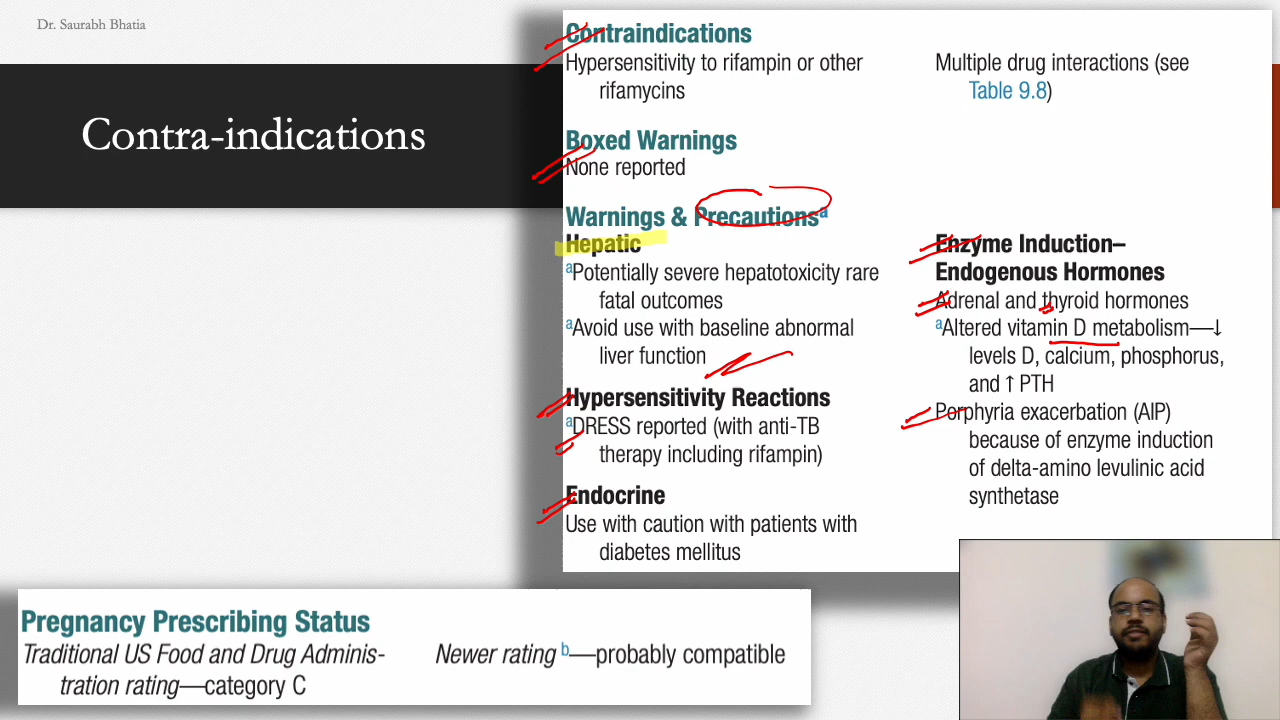 Dr. Saurabh Bhatia
Contra-indications
Contraindications
Hypersensitivity to rifampin or other
rifamycins
Multiple drug interactions (see
Table 9.8)
Boxed Warnings
None reported
Warnings & Precautionsᵃ
Hepatic
ᵃPotentially severe hepatotoxicity rare
fatal outcomes
ᵃAvoid use with baseline abnormal
liver function
Hypersensitivity Reactions
ᵃDRESS reported (with anti-TB
therapy including rifampin)
Endocrine
Use with caution with patients with
diabetes mellitus
Enzyme Induction–
Endogenous Hormones
Adrenal and thyroid hormones
ᵃAltered vitamin D metabolism—↓
levels D, calcium, phosphorus,
and ↑ PTH
Porphyria exacerbation (AIP)
because of enzyme induction
of delta-amino levulinic acid
synthetase
Pregnancy Prescribing Status
Traditional US Food and Drug Adminis-
tration rating—category C
Newer rating ᵇ—probably compatible